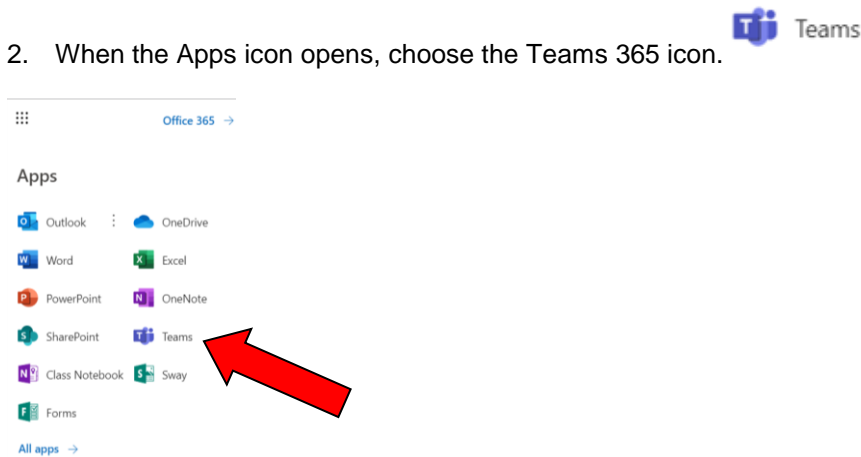 Teams
2. When the Apps icon opens, choose the Teams 365 icon.
Office 365 →
Apps
Outlook OneDrive
Word Excel
PowerPoint OneNote
SharePoint Teams
Class Notebook Sway
Forms
All apps →